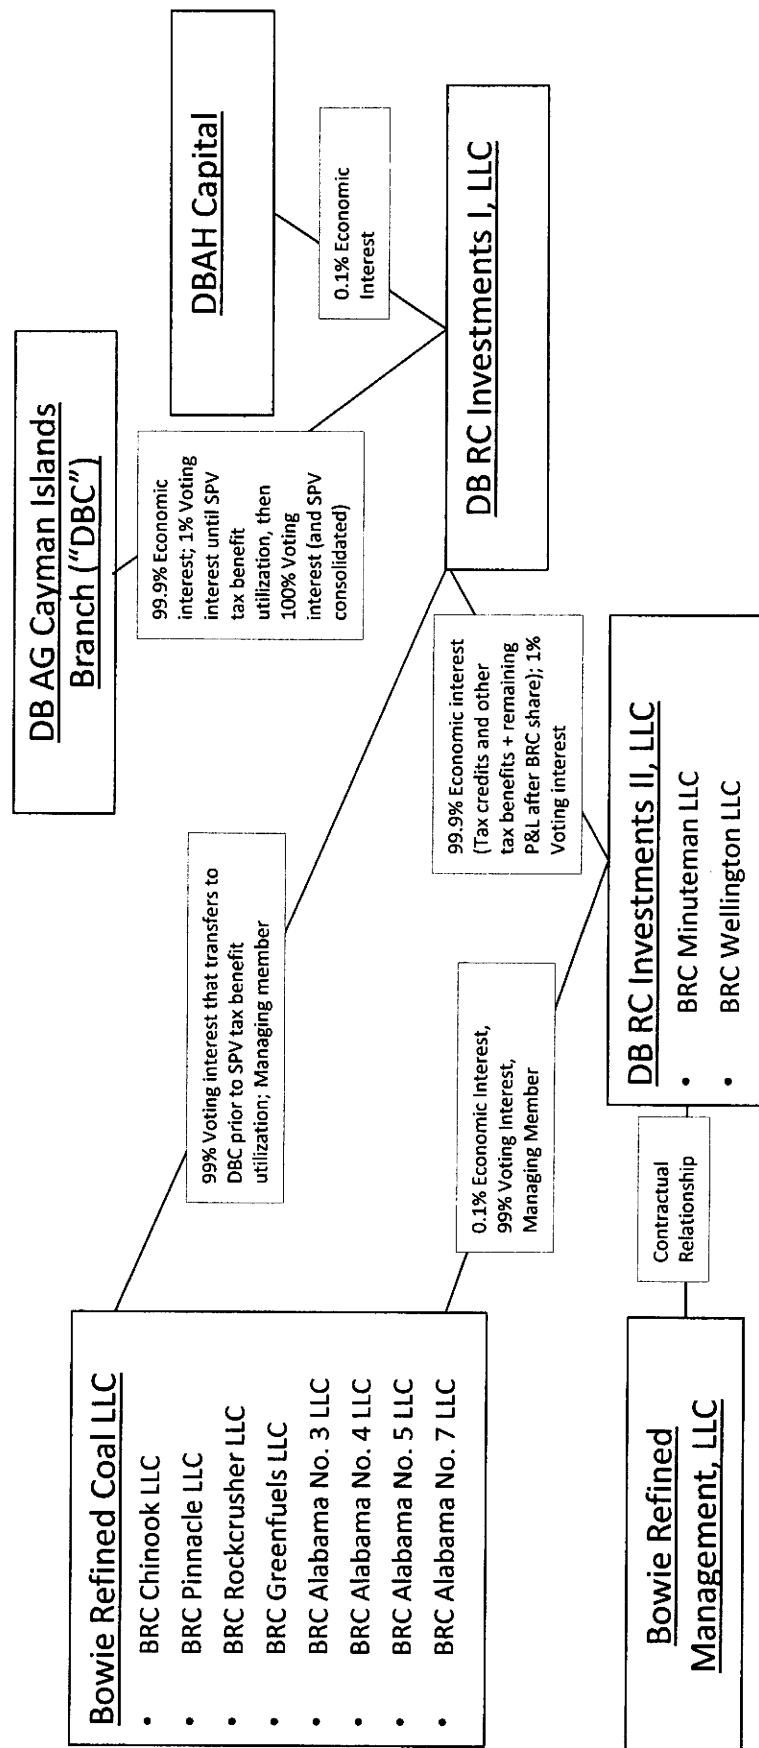 DB AG Cayman Islands
Branch ("DBC")
DBAH Capital
99.9% Economic
interest; 1% Voting
interest until SPV
tax benefit
utilization, then
100% Voting
interest (and SPV
consolidated)
0.1% Economic
Interest
DB RC Investments I, LLC
99% Voting interest that transfers to
DBC prior to SPV tax benefit
utilization; Managing member
99.9% Economic interest
(Tax credits and other
tax benefits + remaining
P&L after BRC share); 1%
Voting interest
0.1% Economic Interest,
99% Voting Interest,
Managing Member
Bowie Refined Coal LLC
• BRC Chinook LLC
• BRC Pinnacle LLC
• BRC Rockcrusher LLC
• BRC Greenfuels LLC
• BRC Alabama No. 3 LLC
• BRC Alabama No. 4 LLC
• BRC Alabama No. 5 LLC
• BRC Alabama No. 7 LLC
DB RC Investments II, LLC
• BRC Minuteman LLC
• BRC Wellington LLC
Contractual
Relationship
Bowie Refined
Management, LLC